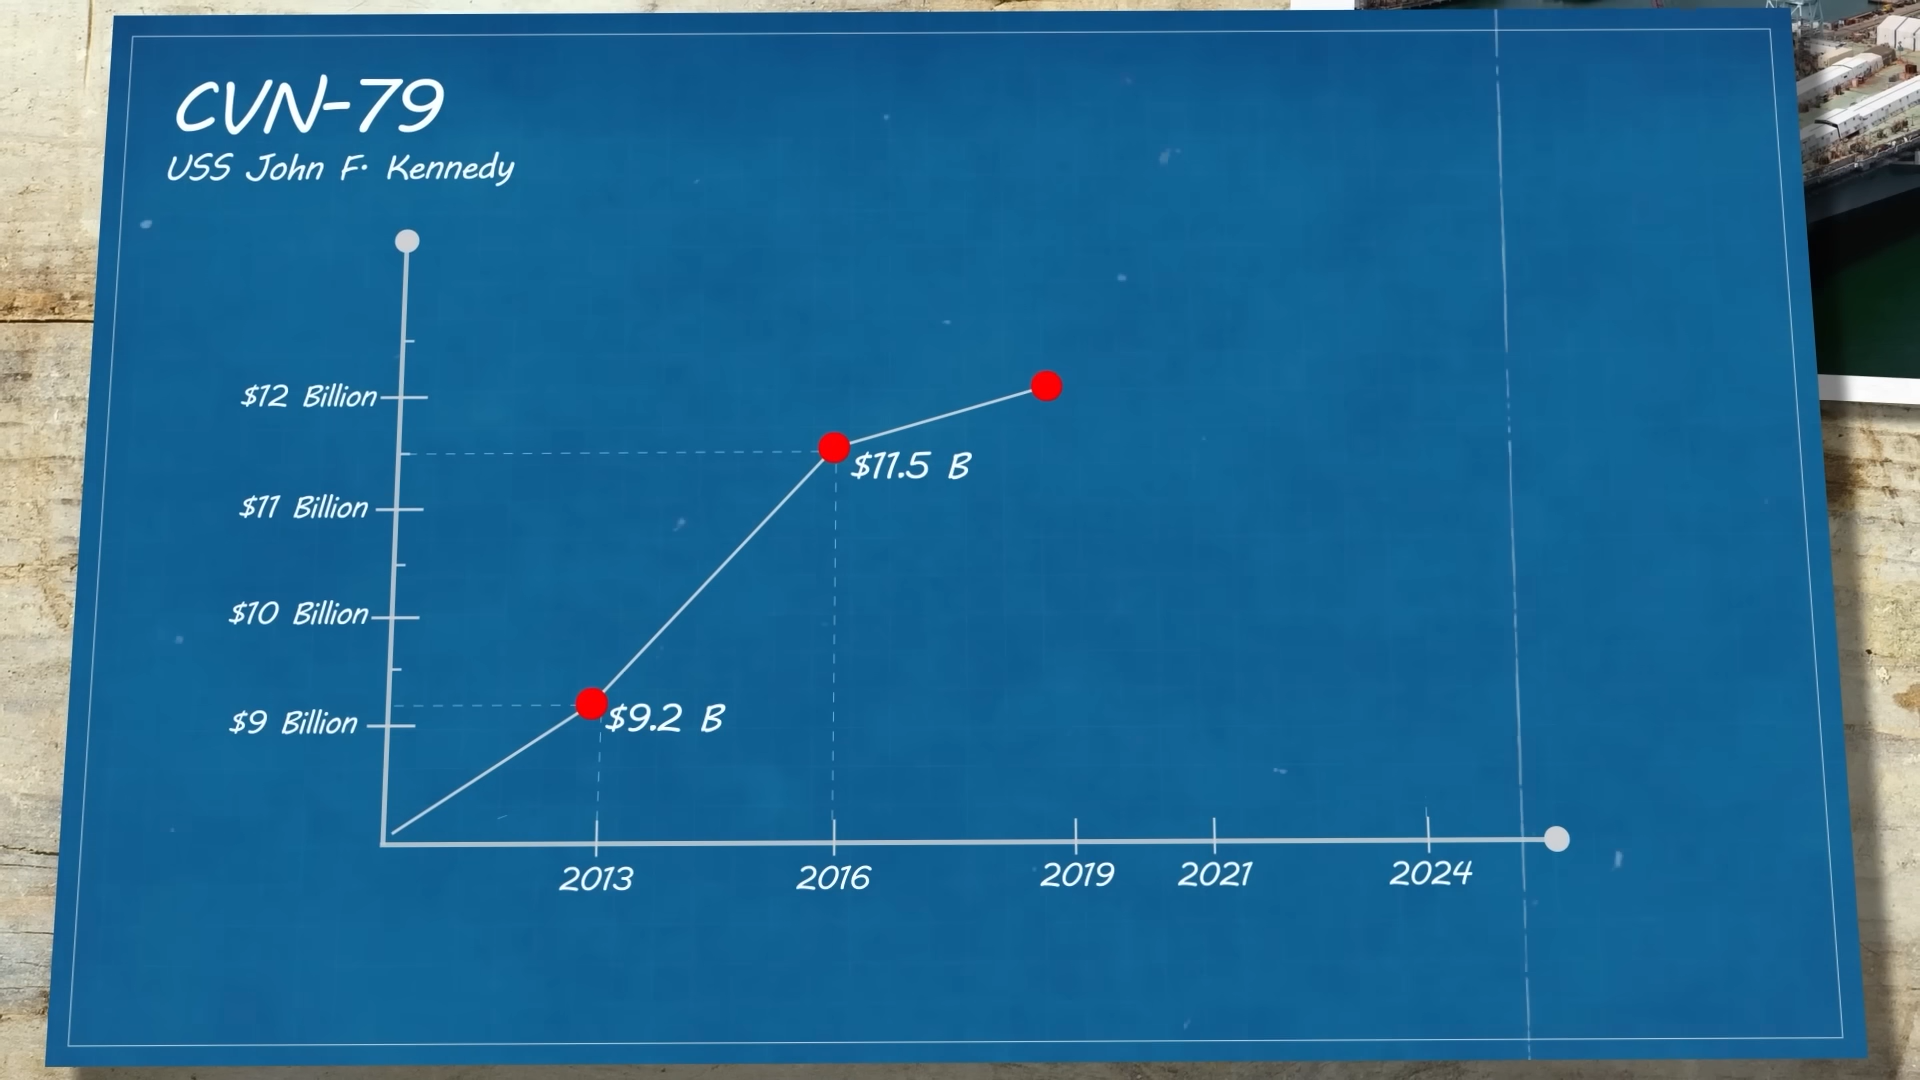 CVN-79
USS John F. Kennedy
$12 Billion
$11.5 B
$11 Billion
$10 Billion
$9.2 B
$9 Billion
2013 2016 2019 2021 2024